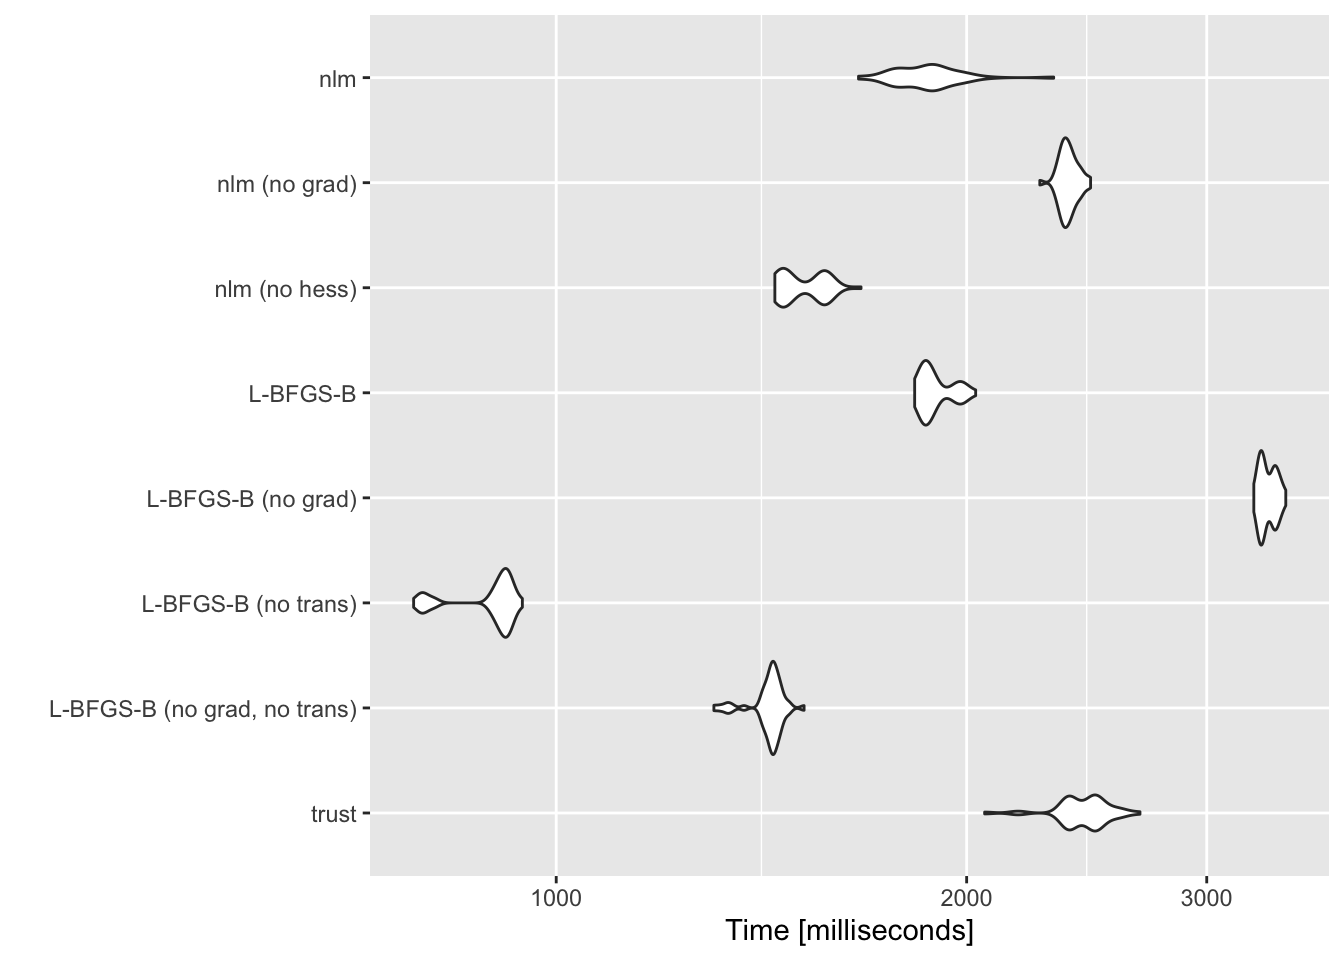 nlm
nlm (no grad)
nlm (no hess)
L-BFGS-B
L-BFGS-B (no grad)
L-BFGS-B (no trans)
L-BFGS-B (no grad, no trans)
trust
1000 2000 3000
Time [milliseconds]